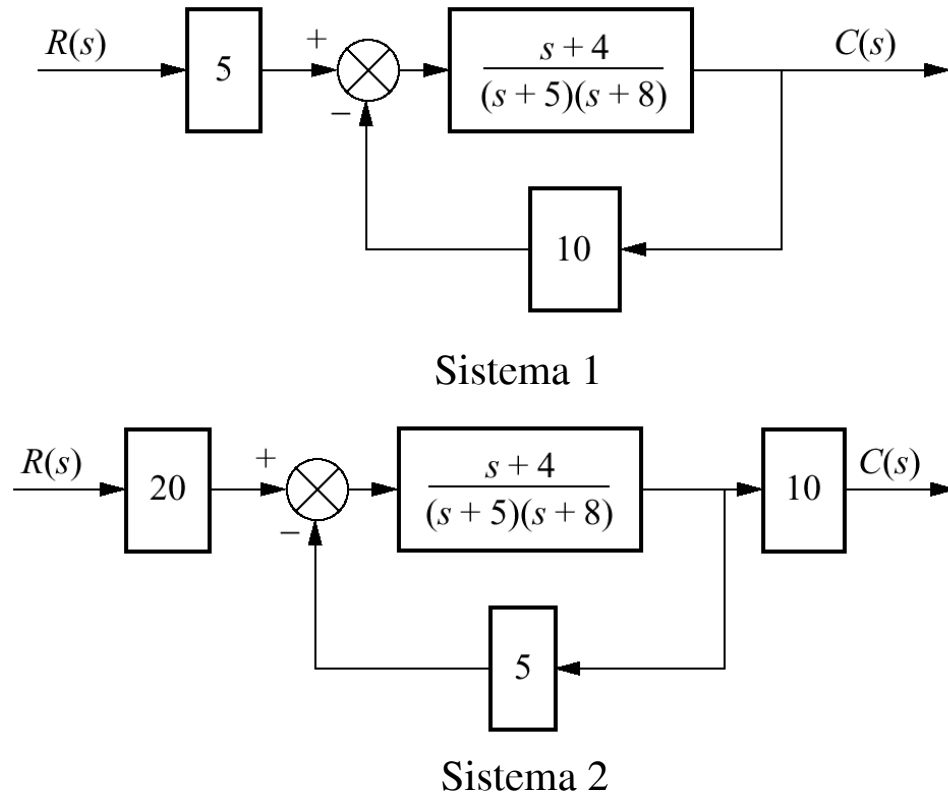 R(s) 5 + − s + 4 C(s)
(s + 5)(s + 8)
10
Sistema 1
R(s) 20 + − s + 4 10 C(s)
(s + 5)(s + 8)
5
Sistema 2